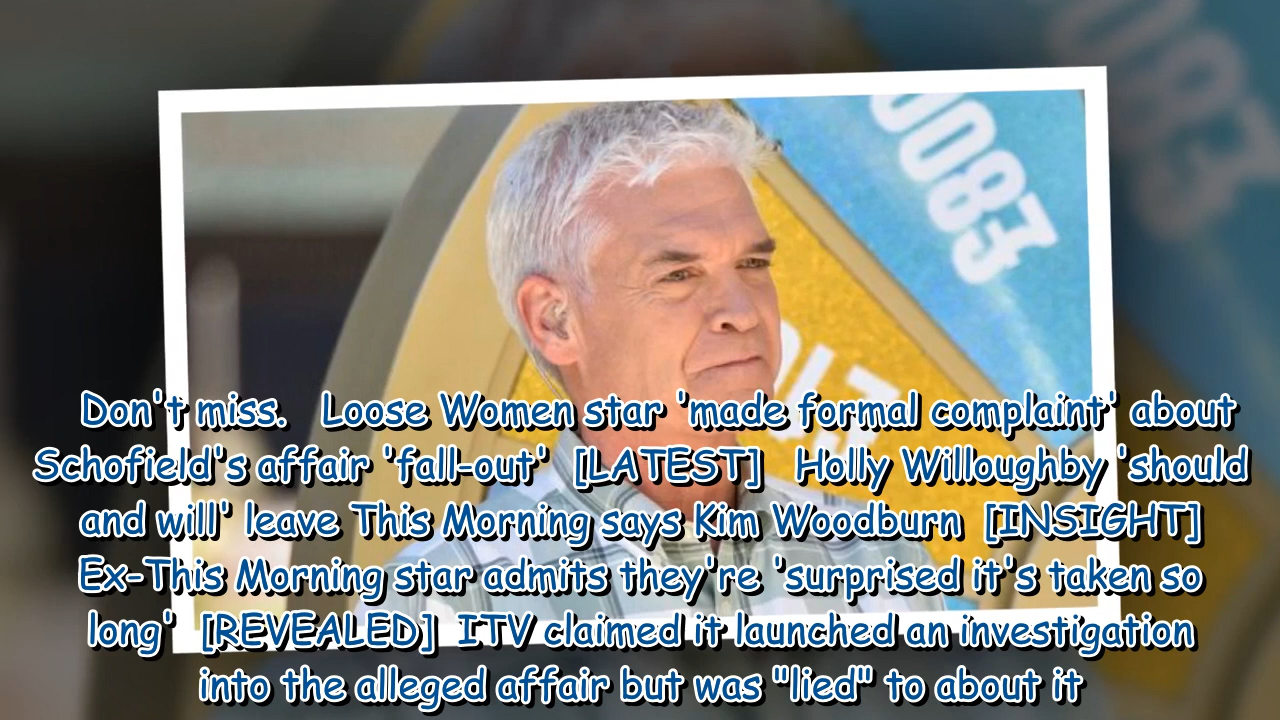 0083
Don't miss. Loose Women star 'made formal complaint' about
Schofield's affair 'fall-out' [LATEST] Holly Willoughby 'should
and will' leave This Morning says Kim Woodburn [INSIGHT]
Ex-This Morning star admits they're 'surprised it's taken so
long' [REVEALED] ITV claimed it launched an investigation
into the alleged affair but was "lied" to about it